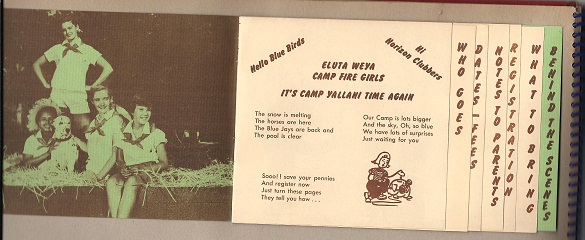 Hello Blue Birds
Hi
Horizon Clubbers
ELUTA WEYA
CAMP FIRE GIRLS
IT'S CAMP YALLANI TIME AGAIN
The snow is melting
The horses are here
The Blue Jays are back and
The pool is clear
Our Camp is lots bigger
And the sky, Oh, so blue
We have lots of surprises
Just waiting for you
Sooo! I save your pennies
And register now
Just turn these pages
They tell you how . . .
WHO GOES
DATES - FEES
NOTES TO PARENTS
REGISTRATION
WHAT TO BRING
BEHIND THE SCENES